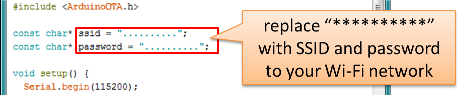 #include <ArduinoOTA.h>
const char* ssid = "..........";
const char* password = "..........";
void setup() {
Serial.begin(115200);
replace “**********”
with SSID and password
to your Wi-Fi network